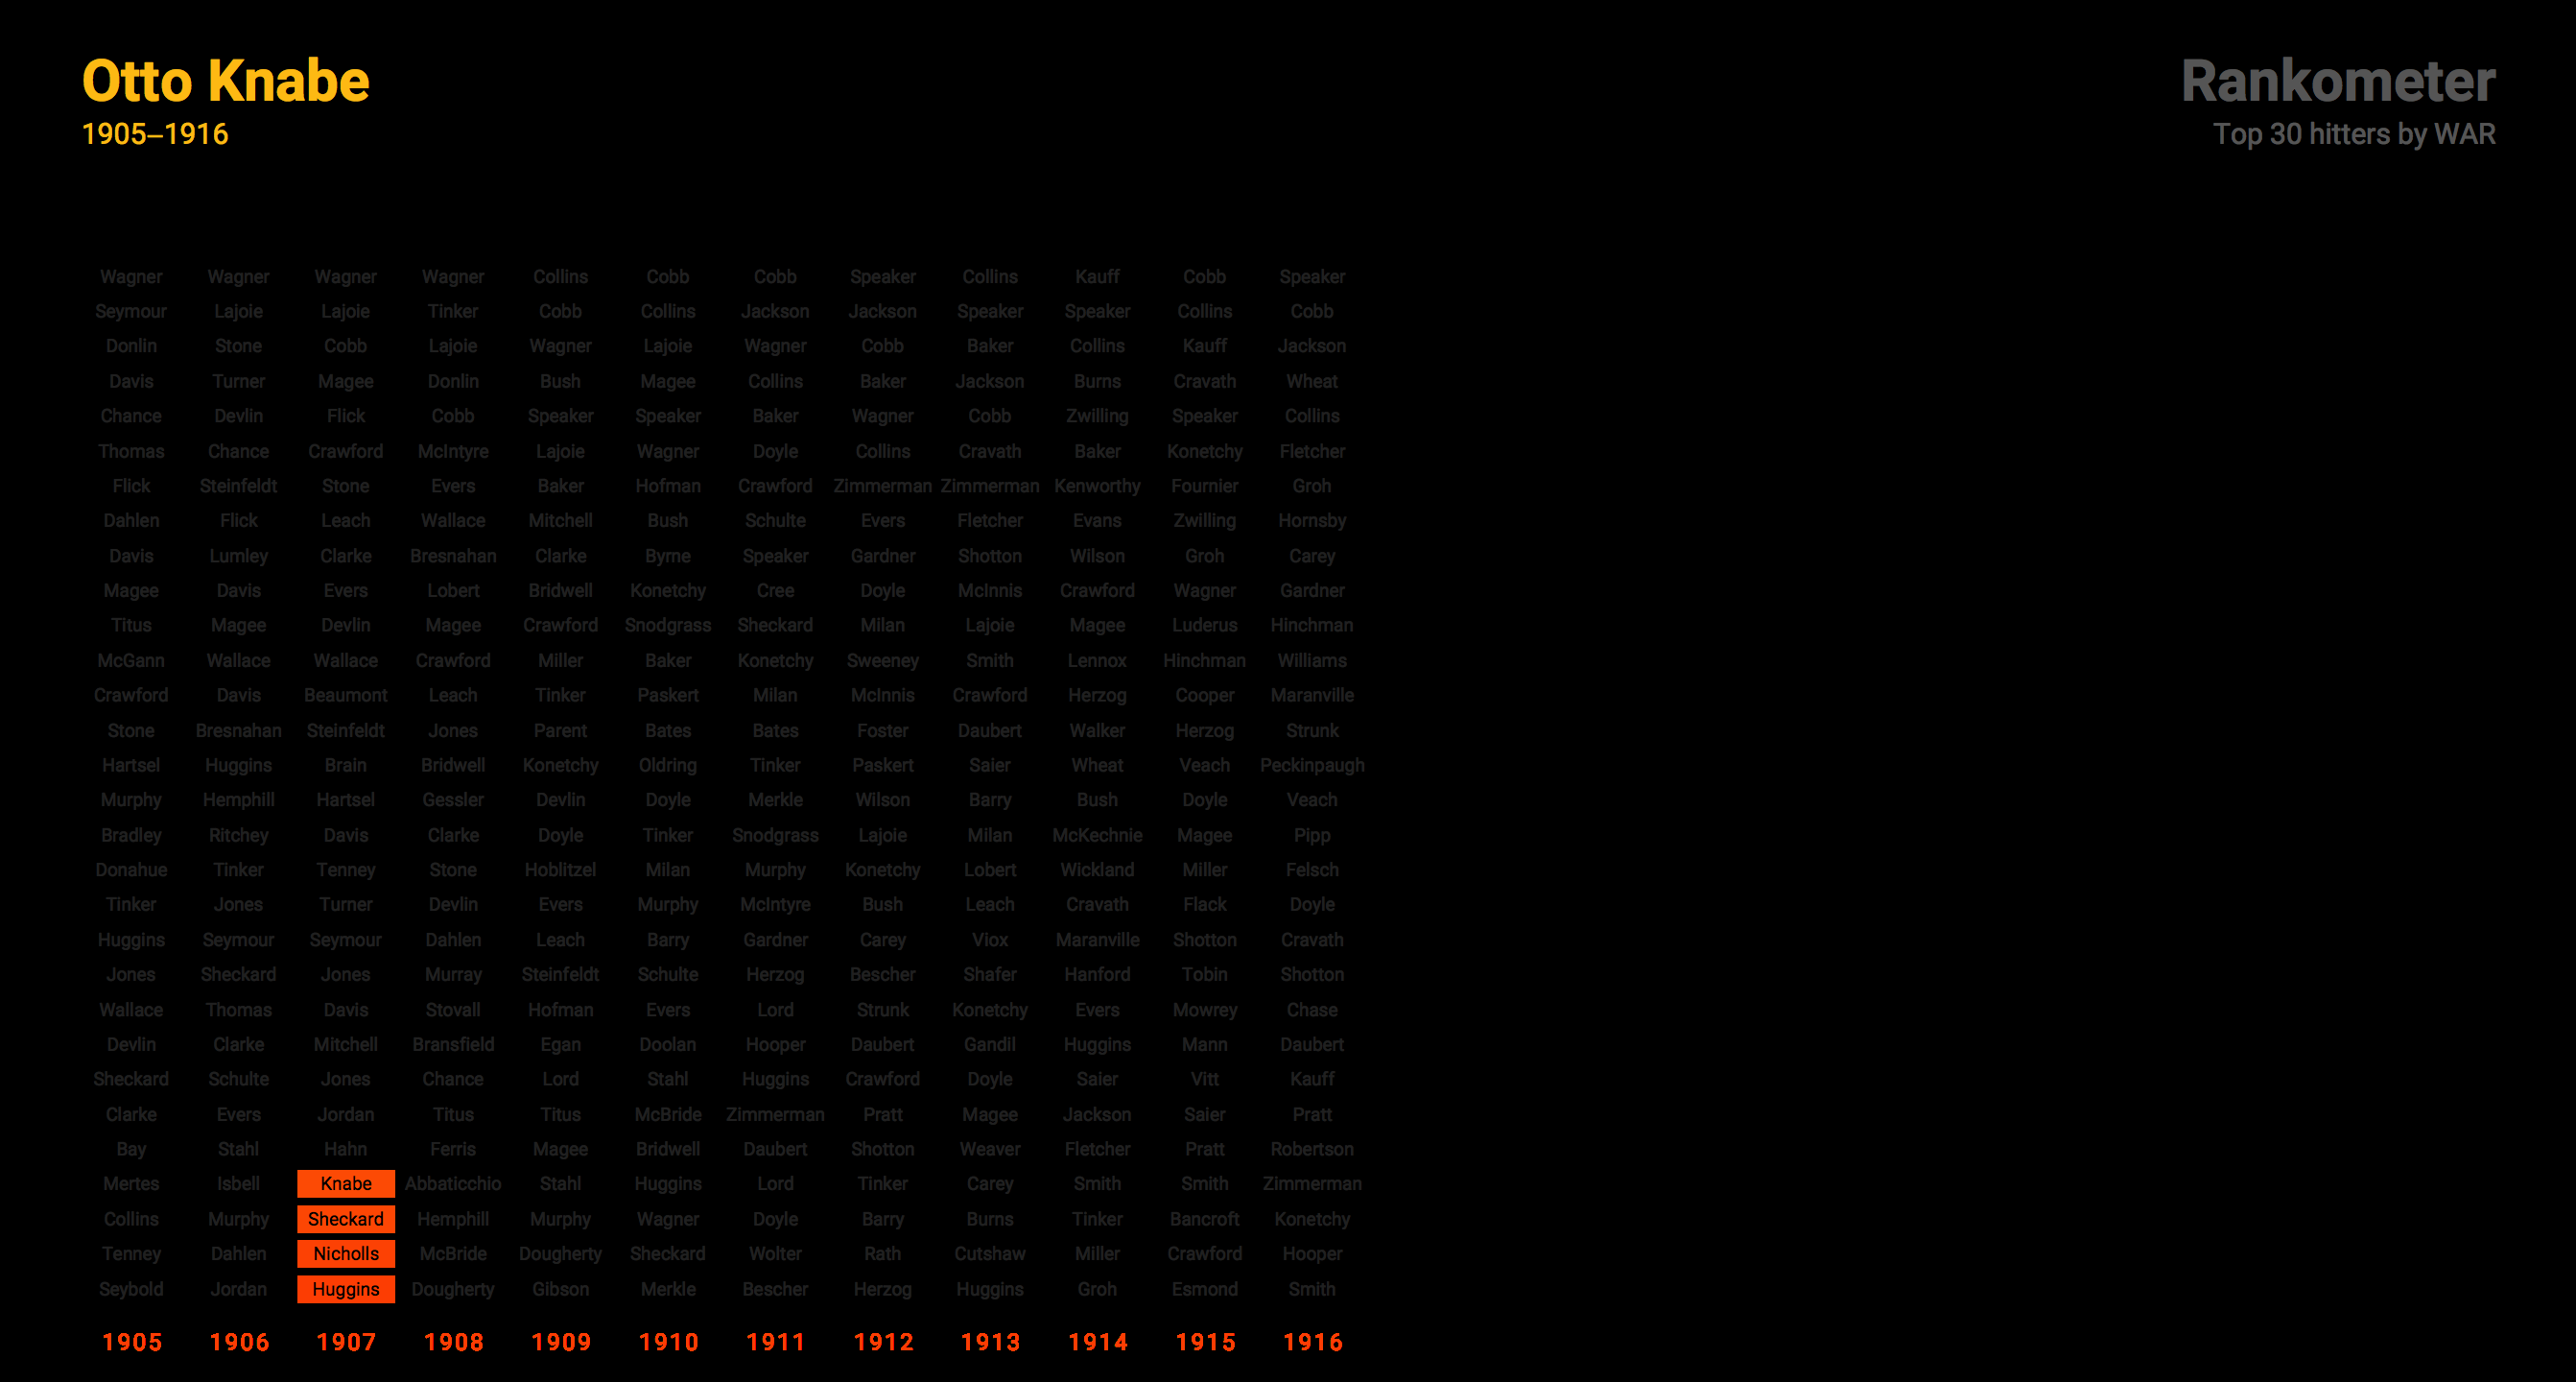 Otto Knabe
1905–1916
Rankometer
Top 30 hitters by WAR
Wagner Wagner Wagner Wagner Collins Cobb Cobb Speaker Collins Kauff Cobb Speaker
Seymour Lajoie Lajoie Tinker Cobb Collins Jackson Jackson Speaker Speaker Collins Cobb
Donlin Stone Cobb Lajoie Wagner Lajoie Wagner Cobb Baker Collins Kauff Jackson
Davis Turner Magee Donlin Bush Magee Collins Baker Jackson Burns Cravath Wheat
Chance Devlin Flick Cobb Speaker Speaker Baker Wagner Cobb Zwilling Speaker Collins
Thomas Chance Crawford McIntyre Lajoie Wagner Doyle Collins Cravath Baker Konetchy Fletcher
Flick Steinfeldt Stone Evers Baker Hofman Crawford Zimmerman Zimmerman Kenworthy Fournier Groh
Dahlen Flick Leach Wallace Mitchell Bush Schulte Evers Fletcher Evans Zwilling Hornsby
Davis Lumley Clarke Bresnahan Clarke Byrne Speaker Gardner Shotton Wilson Groh Carey
Magee Davis Evers Lobert Bridwell Konetchy Cree Doyle McInnis Crawford Wagner Gardner
Titus Magee Devlin Magee Crawford Snodgrass Sheckard Milan Lajoie Magee Luderus Hinchman
McGann Wallace Wallace Crawford Miller Baker Konetchy Sweeney Smith Lennox Hinchman Williams
Crawford Davis Beaumont Leach Tinker Paskert Milan McInnis Crawford Herzog Cooper Maranville
Stone Bresnahan Steinfeldt Jones Parent Bates Bates Foster Daubert Walker Herzog Strunk
Hartsel Huggins Brain Bridwell Konetchy Oldring Tinker Paskert Saier Wheat Veach Peckinpaugh
Murphy Hemphill Hartsel Gessler Devlin Doyle Merkle Wilson Barry Bush Doyle Veach
Bradley Ritchey Davis Clarke Doyle Tinker Snodgrass Lajoie Milan McKechnie Magee Pipp
Donahue Tinker Tenney Stone Hoblitzel Milan Murphy Konetchy Lobert Wickland Miller Felsch
Tinker Jones Turner Devlin Evers Murphy McIntyre Bush Leach Cravath Flack Doyle
Huggins Seymour Seymour Dahlen Leach Barry Gardner Carey Viox Maranville Shotton Cravath
Jones Sheckard Jones Murray Steinfeldt Schulte Herzog Bescher Shafer Hanford Tobin Shotton
Wallace Thomas Davis Stovall Hofman Evers Lord Strunk Konetchy Evers Mowrey Chase
Devlin Clarke Mitchell Bransfield Egan Doolan Hooper Daubert Gandil Huggins Mann Daubert
Sheckard Schulte Jones Chance Lord Stahl Huggins Crawford Doyle Saier Vitt Kauff
Clarke Evers Jordan Titus Titus McBride Zimmerman Pratt Magee Jackson Saier Pratt
Bay Stahl Hahn Ferris Magee Bridwell Daubert Shotton Weaver Fletcher Pratt Robertson
Mertes Isbell Knabe Abbaticchio Stahl Huggins Lord Tinker Carey Smith Smith Zimmerman
Collins Murphy Sheckard Hemphill Murphy Wagner Doyle Barry Burns Tinker Bancroft Konetchy
Tenney Dahlen Nicholls McBride Dougherty Sheckard Wolter Rath Cutshaw Miller Crawford Hooper
Seybold Jordan Huggins Dougherty Gibson Merkle Bescher Herzog Huggins Groh Esmond Smith
1905 1906 1907 1908 1909 1910 1911 1912 1913 1914 1915 1916